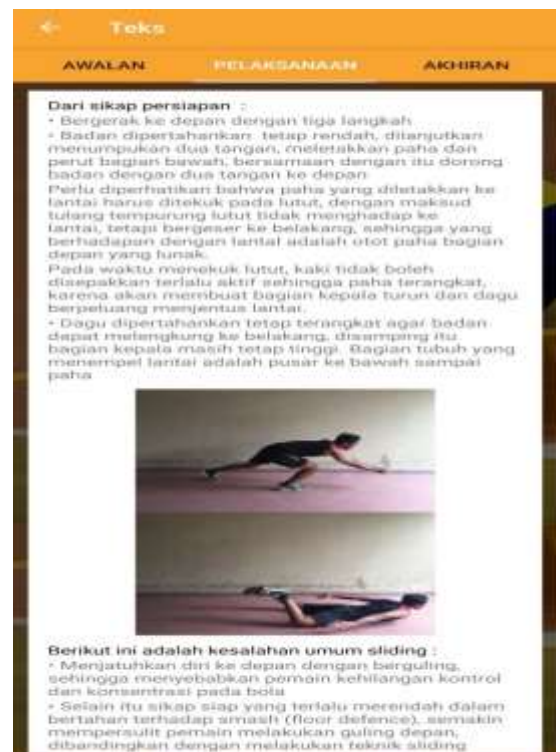 Teks
AWALAN PELAKSANAAN AKHIRAN
Dari sikap persiapan :
• Bergerak ke depan dengan tiga langkah
• Badan dipertahankan tetap rendah, dilanjutkan
menumpukan dua tangan, meletakkan paha dan
perut bagian bawah, bersamaan dengan itu dorong
badan dengan dua tangan ke depan
Perlu diperhatikan bahwa paha yang diletakkan ke
lantai harus ditekuk pada lutut, dengan maksud
tulang tempurung lutut tidak menghadap ke
lantai, tetapi bergeser ke belakang, sehingga yang
berhadapan dengan lantai adalah otot paha bagian
depan yang lunak.
Pada waktu menekuk lutut, kaki tidak boleh
disepakkan terlalu aktif sehingga paha terangkat,
karena akan membuat bagian kepala turun dan dagu
berpeluang menjentus lantai.
• Dagu dipertahankan tetap terangkat agar badan
dapat melengkung ke belakang, disamping itu
bagian kepala masih tetap tinggi. Bagian tubuh yang
menempel lantai adalah pusar ke bawah sampai
paha
Berikut ini adalah kesalahan umum sliding :
• Menjatuhkan diri ke depan dengan berguling,
sehingga menyebabkan pemain kehilangan kontrol
dan konsentrasi pada bola
• Selain itu sikap siap yang terlalu merendah dalam
bertahan terhadap smash (floor defence), semakin
mempersulit pemain melakukan guling depan,
dibandingkan dengan melakukan teknik sliding